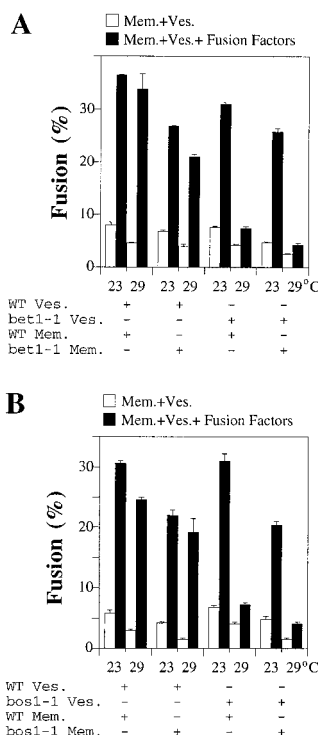 A
Mem.+Ves.
Mem.+Ves.+ Fusion Factors
Fusion (%)
30
20
10
0
23 29 23 29 23 29 23 29°C
WT Ves. + + - -
bet1-1 Ves. - - + +
WT Mem. + - + -
bet1-1 Mem. - + - +
B
Mem.+Ves.
Mem.+Ves.+ Fusion Factors
Fusion (%)
30
20
10
0
23 29 23 29 23 29 23 29°C
WT Ves. + + - -
bos1-1 Ves. - - + +
WT Mem. + - + -
bos1-1 Mem. - + - +